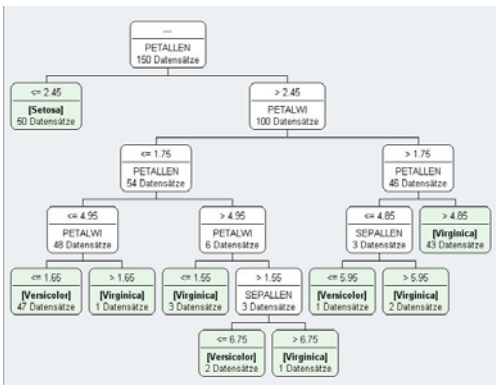 ---
PETALLEN
150 Datensätze
<= 2.45
[Setosa]
50 Datensätze
> 2.45
PETALWI
100 Datensätze
<= 1.75
PETALLEN
54 Datensätze
> 1.75
PETALLEN
46 Datensätze
<= 4.95
PETALWI
48 Datensätze
> 4.95
PETALWI
6 Datensätze
<= 4.85
SEPALLEN
3 Datensätze
> 4.85
[Virginica]
43 Datensätze
<= 1.65
[Versicolor]
47 Datensätze
> 1.65
[Virginica]
1 Datensätze
<= 1.55
[Virginica]
3 Datensätze
> 1.55
SEPALLEN
3 Datensätze
<= 5.95
[Versicolor]
1 Datensätze
> 5.95
[Virginica]
2 Datensätze
<= 6.75
[Versicolor]
2 Datensätze
> 6.75
[Virginica]
1 Datensätze